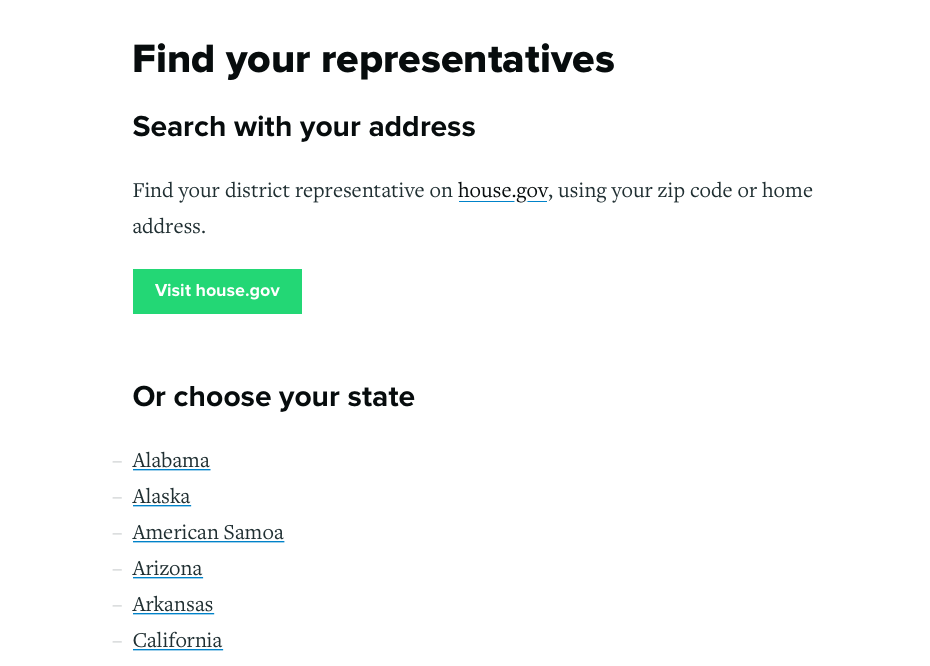 Find your representatives
Search with your address
Find your district representative on house.gov, using your zip code or home
address.
Visit house.gov
Or choose your state
– Alabama
– Alaska
– American Samoa
– Arizona
– Arkansas
– California